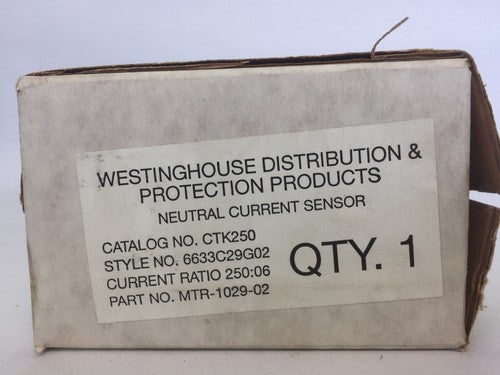 WESTINGHOUSE DISTRIBUTION &
PROTECTION PRODUCTS
NEUTRAL CURRENT SENSOR
CATALOG NO. CTK250
STYLE NO. 6633C29G02
CURRENT RATIO 250:06
PART NO. MTR-1029-02
QTY. 1